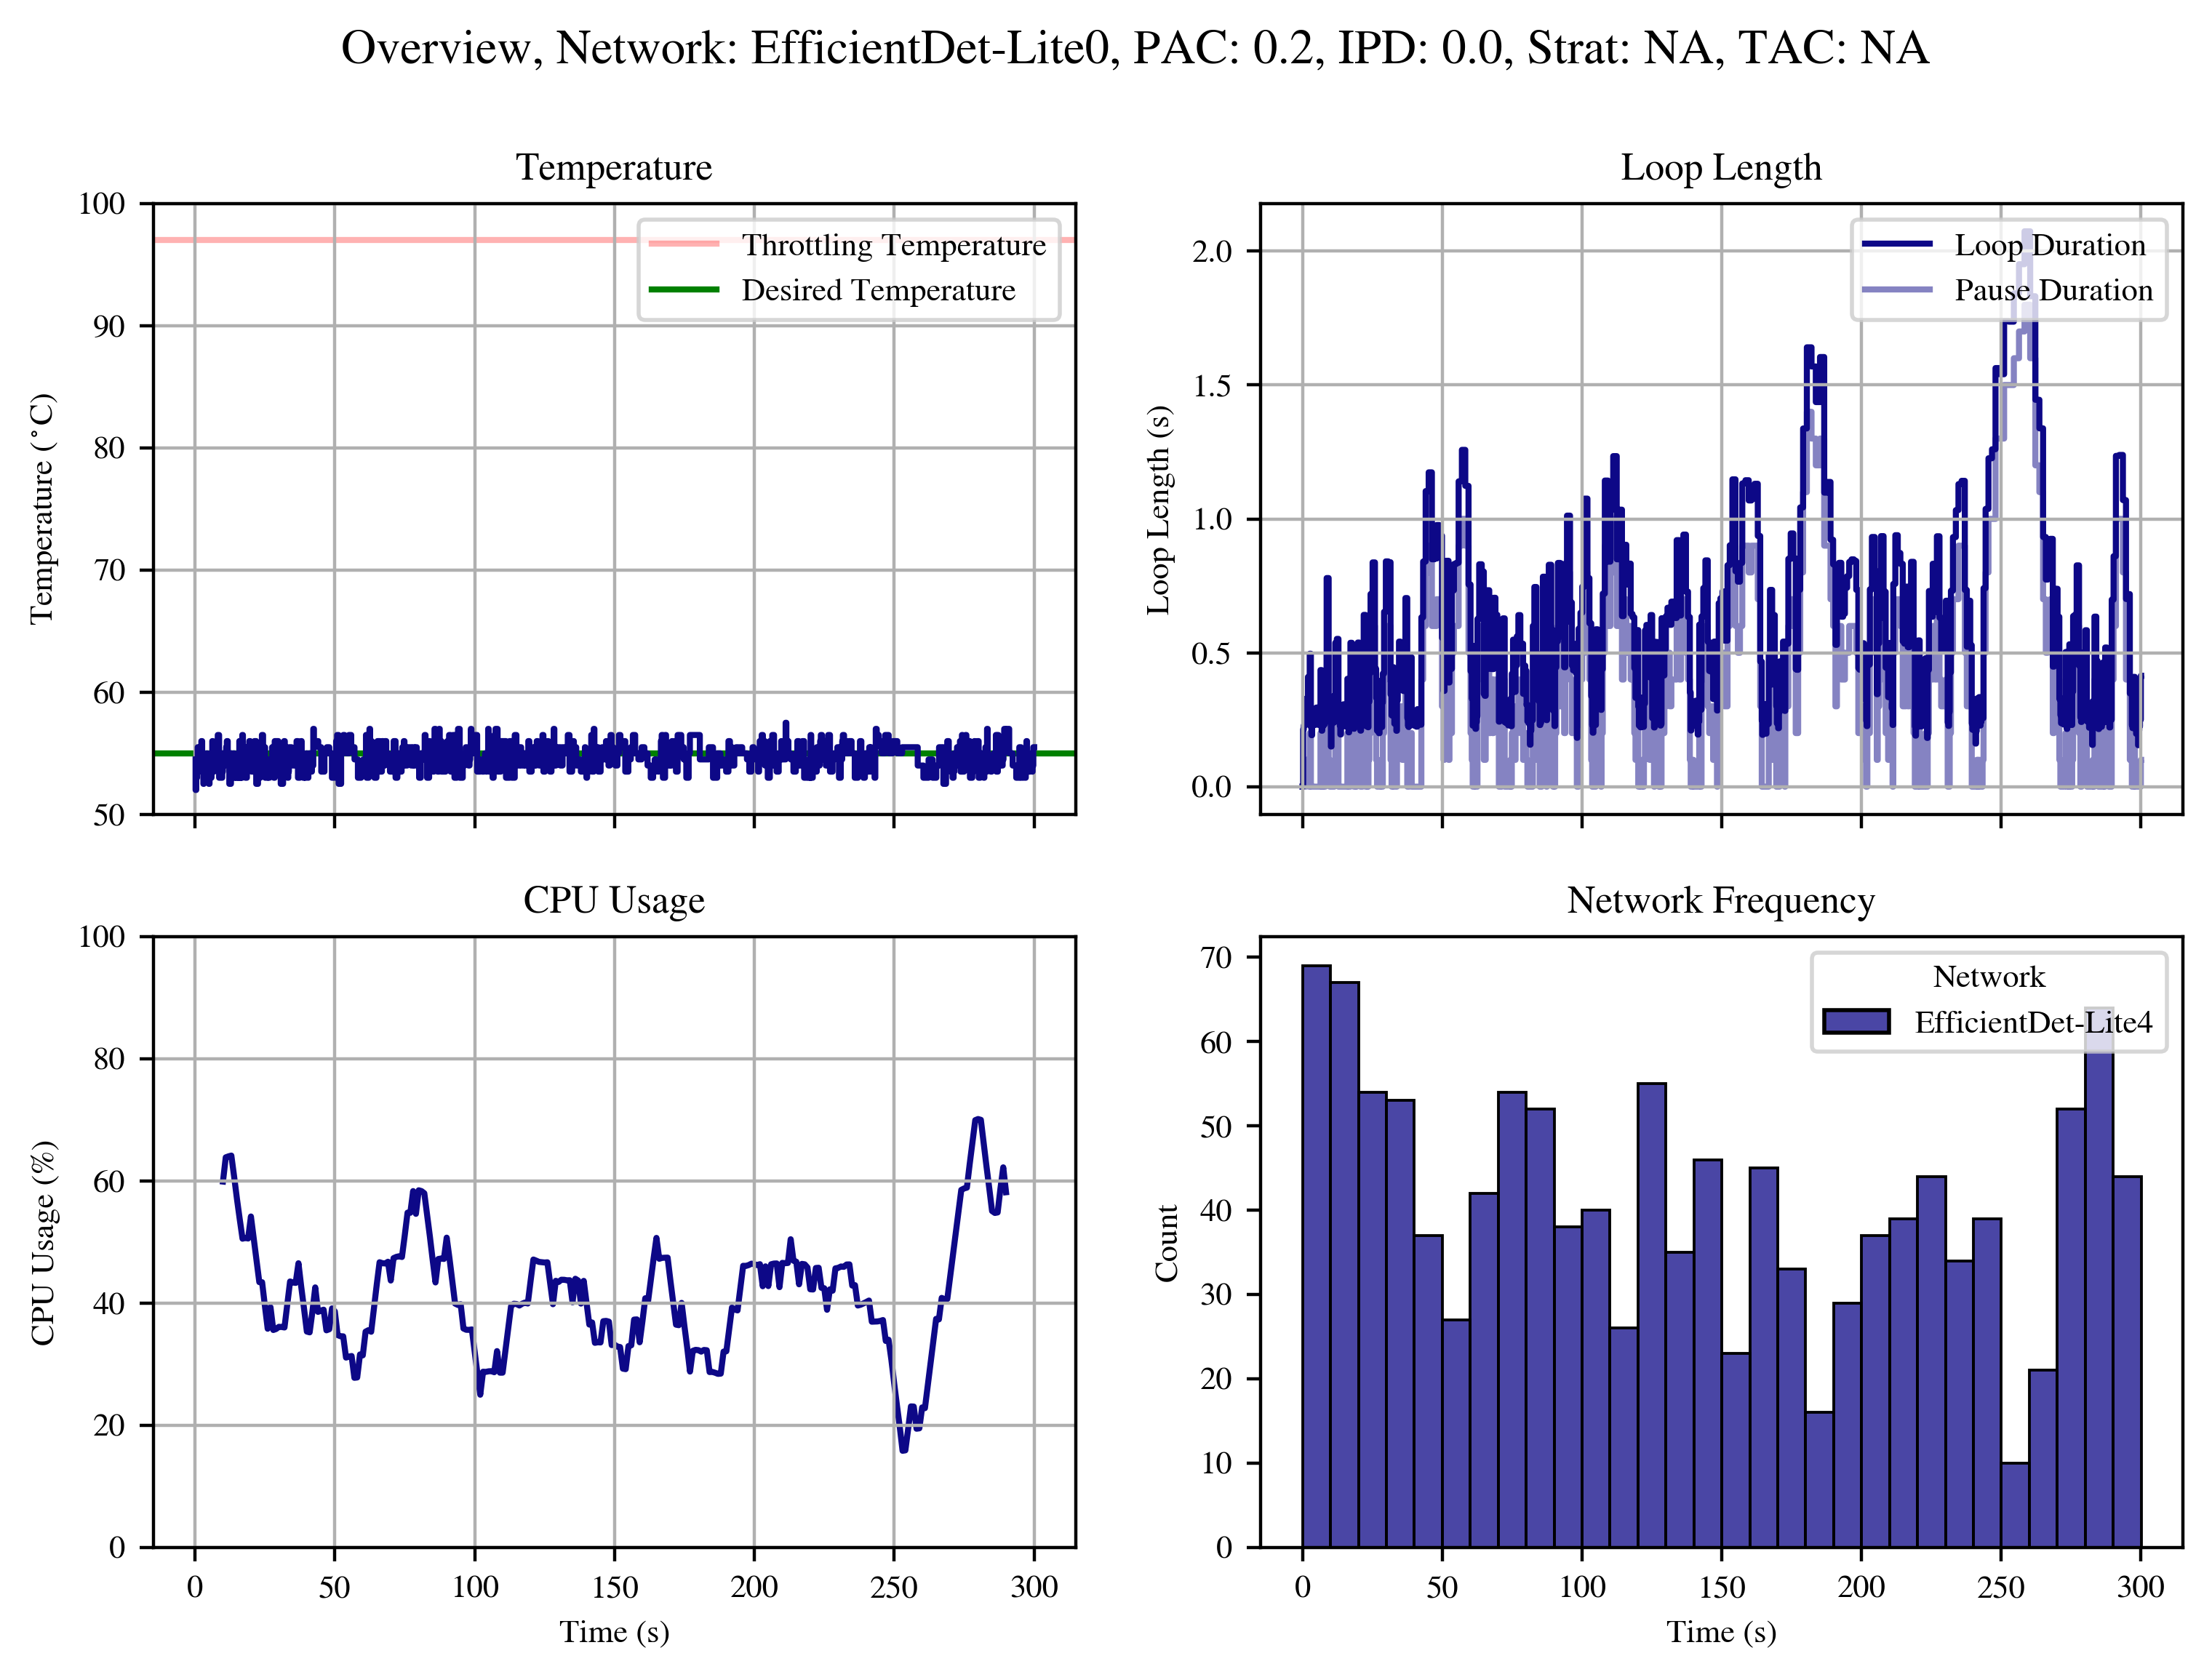 Overview, Network: EfficientDet-Lite0, PAC: 0.2, IPD: 0.0, Strat: NA, TAC: NA
Temperature
100
90
80
70
60
50
Temperature (°C)
Throttling Temperature
Desired Temperature
Loop Length
2.0
1.5
1.0
0.5
0.0
Loop Length (s)
Loop Duration
Pause Duration
CPU Usage
100
80
60
40
20
0
CPU Usage (%)
0 50 100 150 200 250 300
Time (s)
Network Frequency
70
60
50
40
30
20
10
0
Count
Network
EfficientDet-Lite4
0 50 100 150 200 250 300
Time (s)